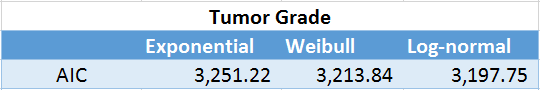 Tumor Grade
Exponential Weibull Log-normal
AIC 3,251.22 3,213.84 3,197.75